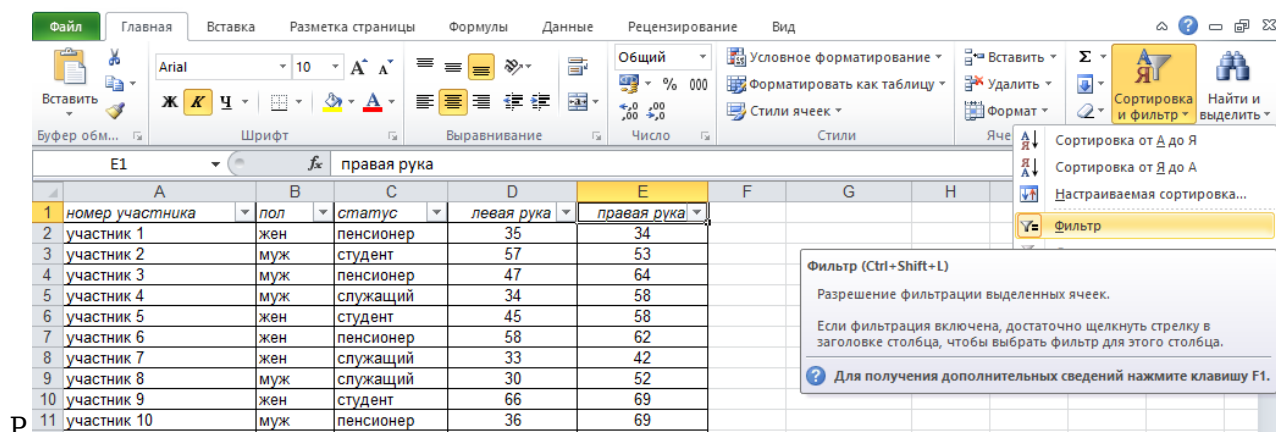 Файл Главная Вставка Разметка страницы Формулы Данные Рецензирование Вид
Arial 10 Общий Условное форматирование Вставить Σ
Вставить Ж К Ч % 000 Форматировать как таблицу Удалить Сортировка и фильтр Найти и выделить
Стили ячеек Формат
Буфер обм... Шрифт Выравнивание Число Стили Яче
E1 fx правая рука
A B C D E F G H
1 номер участника пол статус левая рука правая рука
2 участник 1 жен пенсионер 35 34
3 участник 2 муж студент 57 53
4 участник 3 муж пенсионер 47 64
5 участник 4 муж служащий 34 58
6 участник 5 жен студент 45 58
7 участник 6 жен пенсионер 58 62
8 участник 7 жен служащий 33 42
9 участник 8 муж служащий 30 52
10 участник 9 жен студент 66 69
11 участник 10 муж пенсионер 36 69
Сортировка от А до Я
Сортировка от Я до А
Настраиваемая сортировка...
Фильтр
Фильтр (Ctrl+Shift+L)
Разрешение фильтрации выделенных ячеек.
Если фильтрация включена, достаточно щелкнуть стрелку в
заголовке столбца, чтобы выбрать фильтр для этого столбца.
Для получения дополнительных сведений нажмите клавишу F1.
Р